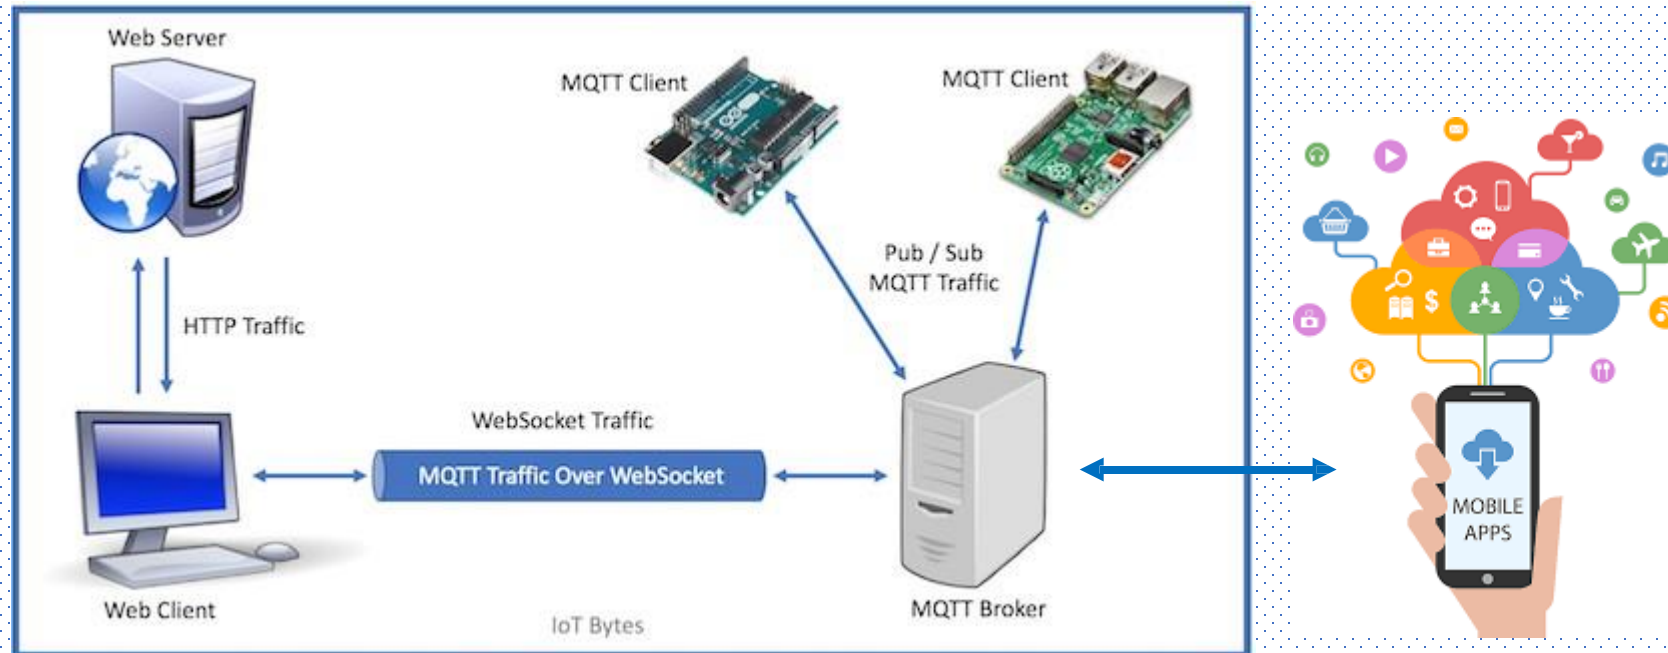 Web Server
MQTT Client
MQTT Client
Pub / Sub
MQTT Traffic
HTTP Traffic
WebSocket Traffic
MQTT Traffic Over WebSocket
Web Client
MQTT Broker
IoT Bytes
$
MOBILE
APPS